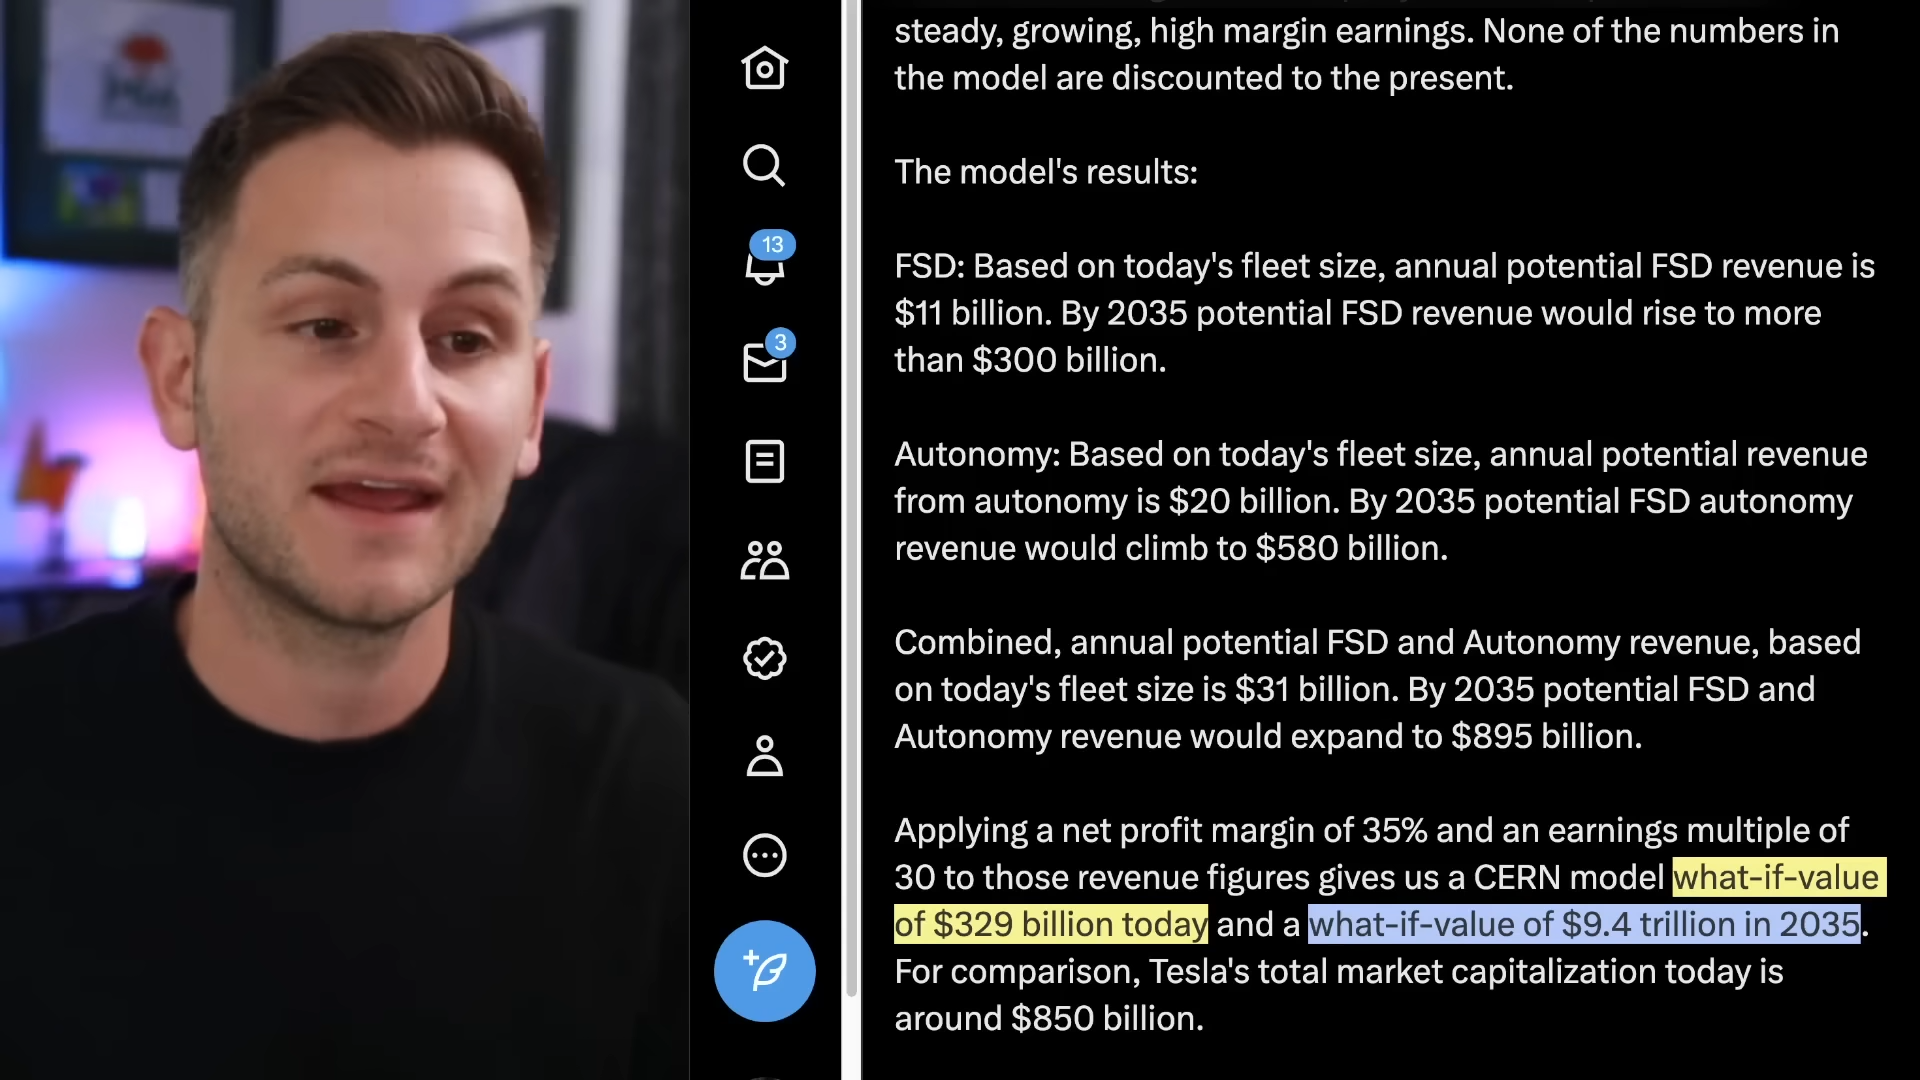 13
3
steady, growing, high margin earnings. None of the numbers in
the model are discounted to the present.
The model's results:
FSD: Based on today's fleet size, annual potential FSD revenue is
$11 billion. By 2035 potential FSD revenue would rise to more
than $300 billion.
Autonomy: Based on today's fleet size, annual potential revenue
from autonomy is $20 billion. By 2035 potential FSD autonomy
revenue would climb to $580 billion.
Combined, annual potential FSD and Autonomy revenue, based
on today's fleet size is $31 billion. By 2035 potential FSD and
Autonomy revenue would expand to $895 billion.
Applying a net profit margin of 35% and an earnings multiple of
30 to those revenue figures gives us a CERN model what-if-value
of $329 billion today and a what-if-value of $9.4 trillion in 2035.
For comparison, Tesla's total market capitalization today is
around $850 billion.